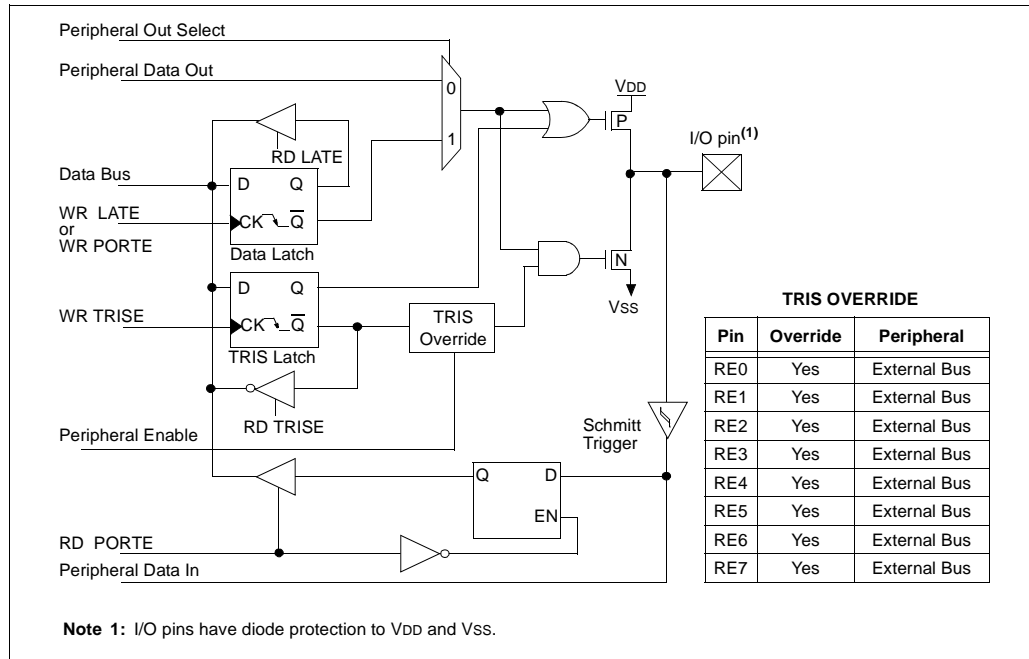 Peripheral Out Select
Peripheral Data Out
0
1
VDD
P
I/O pin(1)
RD LATE
Data Bus
D Q
WR LATE
or
WR PORTE
CK Q̅
Data Latch
N
VSS
D Q
WR TRISE
CK Q̅
TRIS Latch
TRIS
Override
RD TRISE
Peripheral Enable
Schmitt
Trigger
Q D
EN
RD PORTE
Peripheral Data In
TRIS OVERRIDE
Pin Override Peripheral
RE0 Yes External Bus
RE1 Yes External Bus
RE2 Yes External Bus
RE3 Yes External Bus
RE4 Yes External Bus
RE5 Yes External Bus
RE6 Yes External Bus
RE7 Yes External Bus
Note 1: I/O pins have diode protection to VDD and VSS.